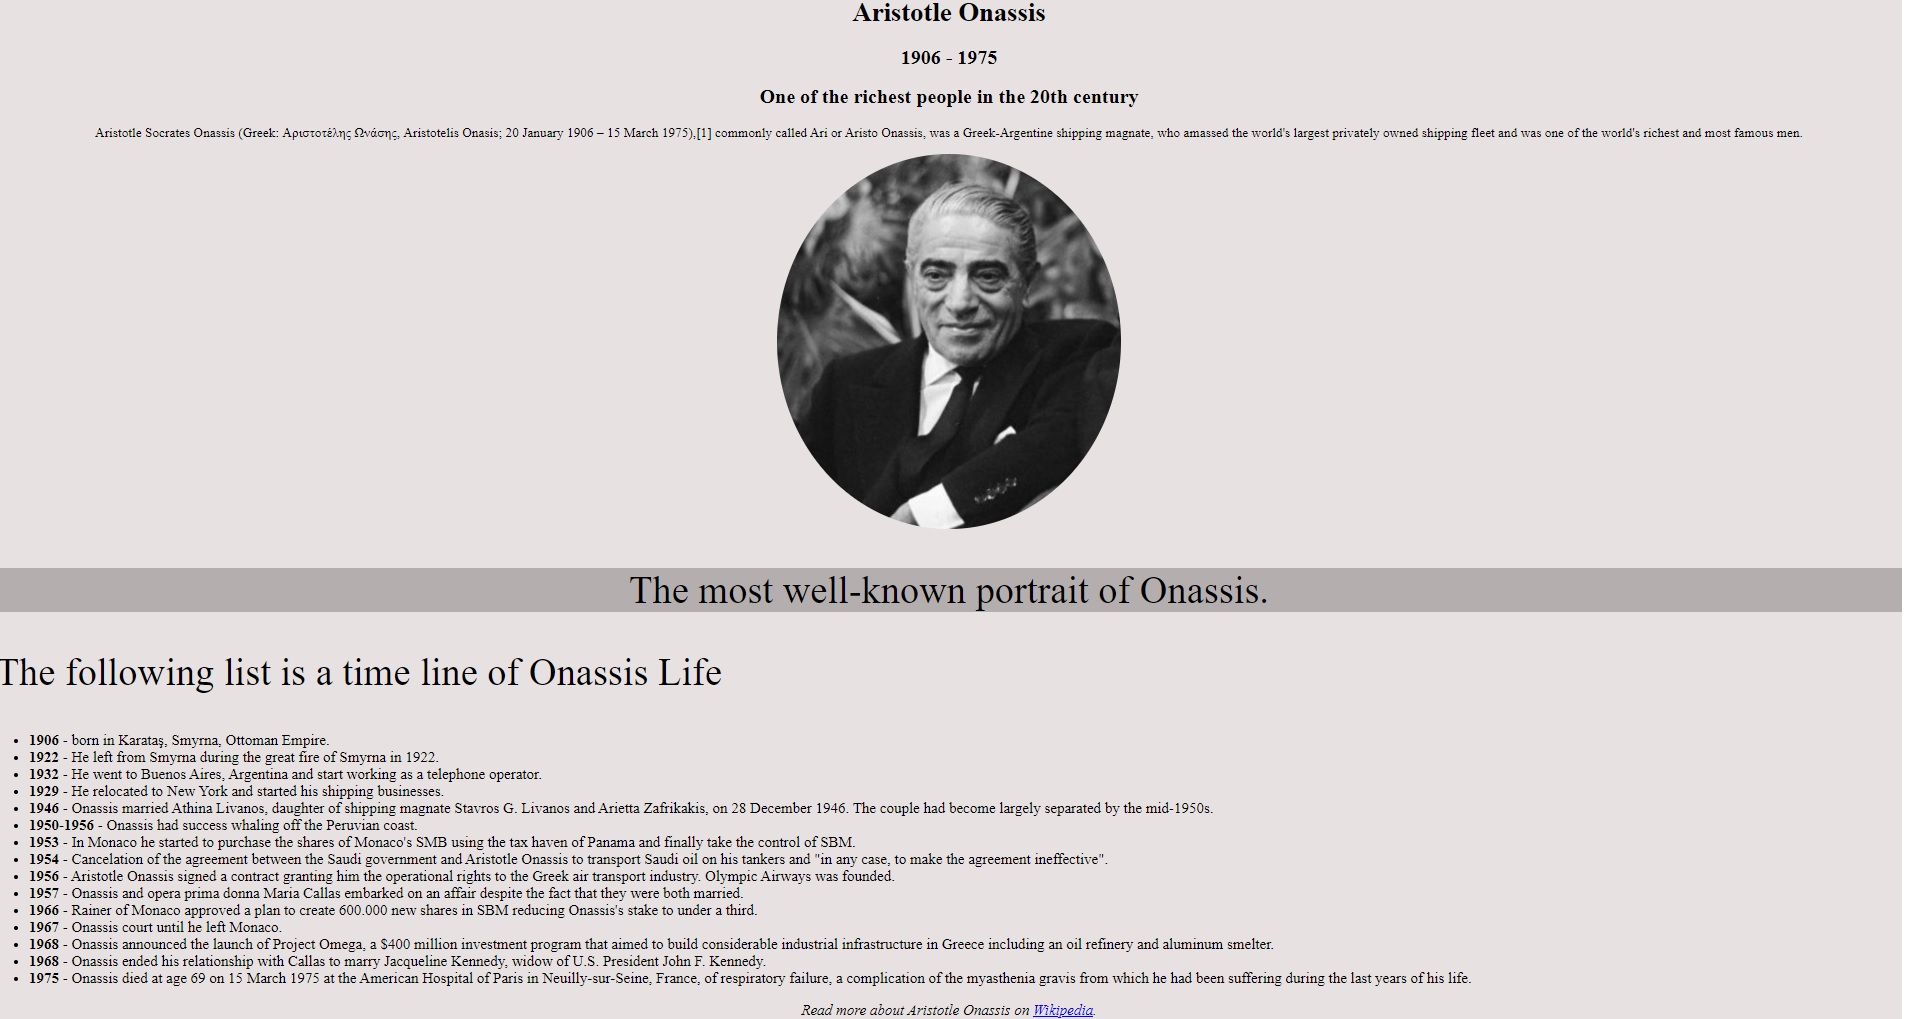 Aristotle Onassis
1906 - 1975
One of the richest people in the 20th century
Aristotle Socrates Onassis (Greek: Αριστοτέλης Ωνάσης, Aristotelis Onasis; 20 January 1906 – 15 March 1975),[1] commonly called Ari or Aristo Onassis, was a Greek-Argentine shipping magnate, who amassed the world's largest privately owned shipping fleet and was one of the world's richest and most famous men.
The most well-known portrait of Onassis.
The following list is a time line of Onassis Life
• 1906 - born in Karataş, Smyrna, Ottoman Empire.
• 1922 - He left from Smyrna during the great fire of Smyrna in 1922.
• 1932 - He went to Buenos Aires, Argentina and start working as a telephone operator.
• 1929 - He relocated to New York and started his shipping businesses.
• 1946 - Onassis married Athina Livanos, daughter of shipping magnate Stavros G. Livanos and Arietta Zafrikakis, on 28 December 1946. The couple had become largely separated by the mid-1950s.
• 1950-1956 - Onassis had success whaling off the Peruvian coast.
• 1953 - In Monaco he started to purchase the shares of Monaco's SMB using the tax haven of Panama and finally take the control of SBM.
• 1954 - Cancelation of the agreement between the Saudi government and Aristotle Onassis to transport Saudi oil on his tankers and "in any case, to make the agreement ineffective".
• 1956 - Aristotle Onassis signed a contract granting him the operational rights to the Greek air transport industry. Olympic Airways was founded.
• 1957 - Onassis and opera prima donna Maria Callas embarked on an affair despite the fact that they were both married.
• 1966 - Rainer of Monaco approved a plan to create 600.000 new shares in SBM reducing Onassis's stake to under a third.
• 1967 - Onassis court until he left Monaco.
• 1968 - Onassis announced the launch of Project Omega, a $400 million investment program that aimed to build considerable industrial infrastructure in Greece including an oil refinery and aluminum smelter.
• 1968 - Onassis ended his relationship with Callas to marry Jacqueline Kennedy, widow of U.S. President John F. Kennedy.
• 1975 - Onassis died at age 69 on 15 March 1975 at the American Hospital of Paris in Neuilly-sur-Seine, France, of respiratory failure, a complication of the myasthenia gravis from which he had been suffering during the last years of his life.
Read more about Aristotle Onassis on Wikipedia.